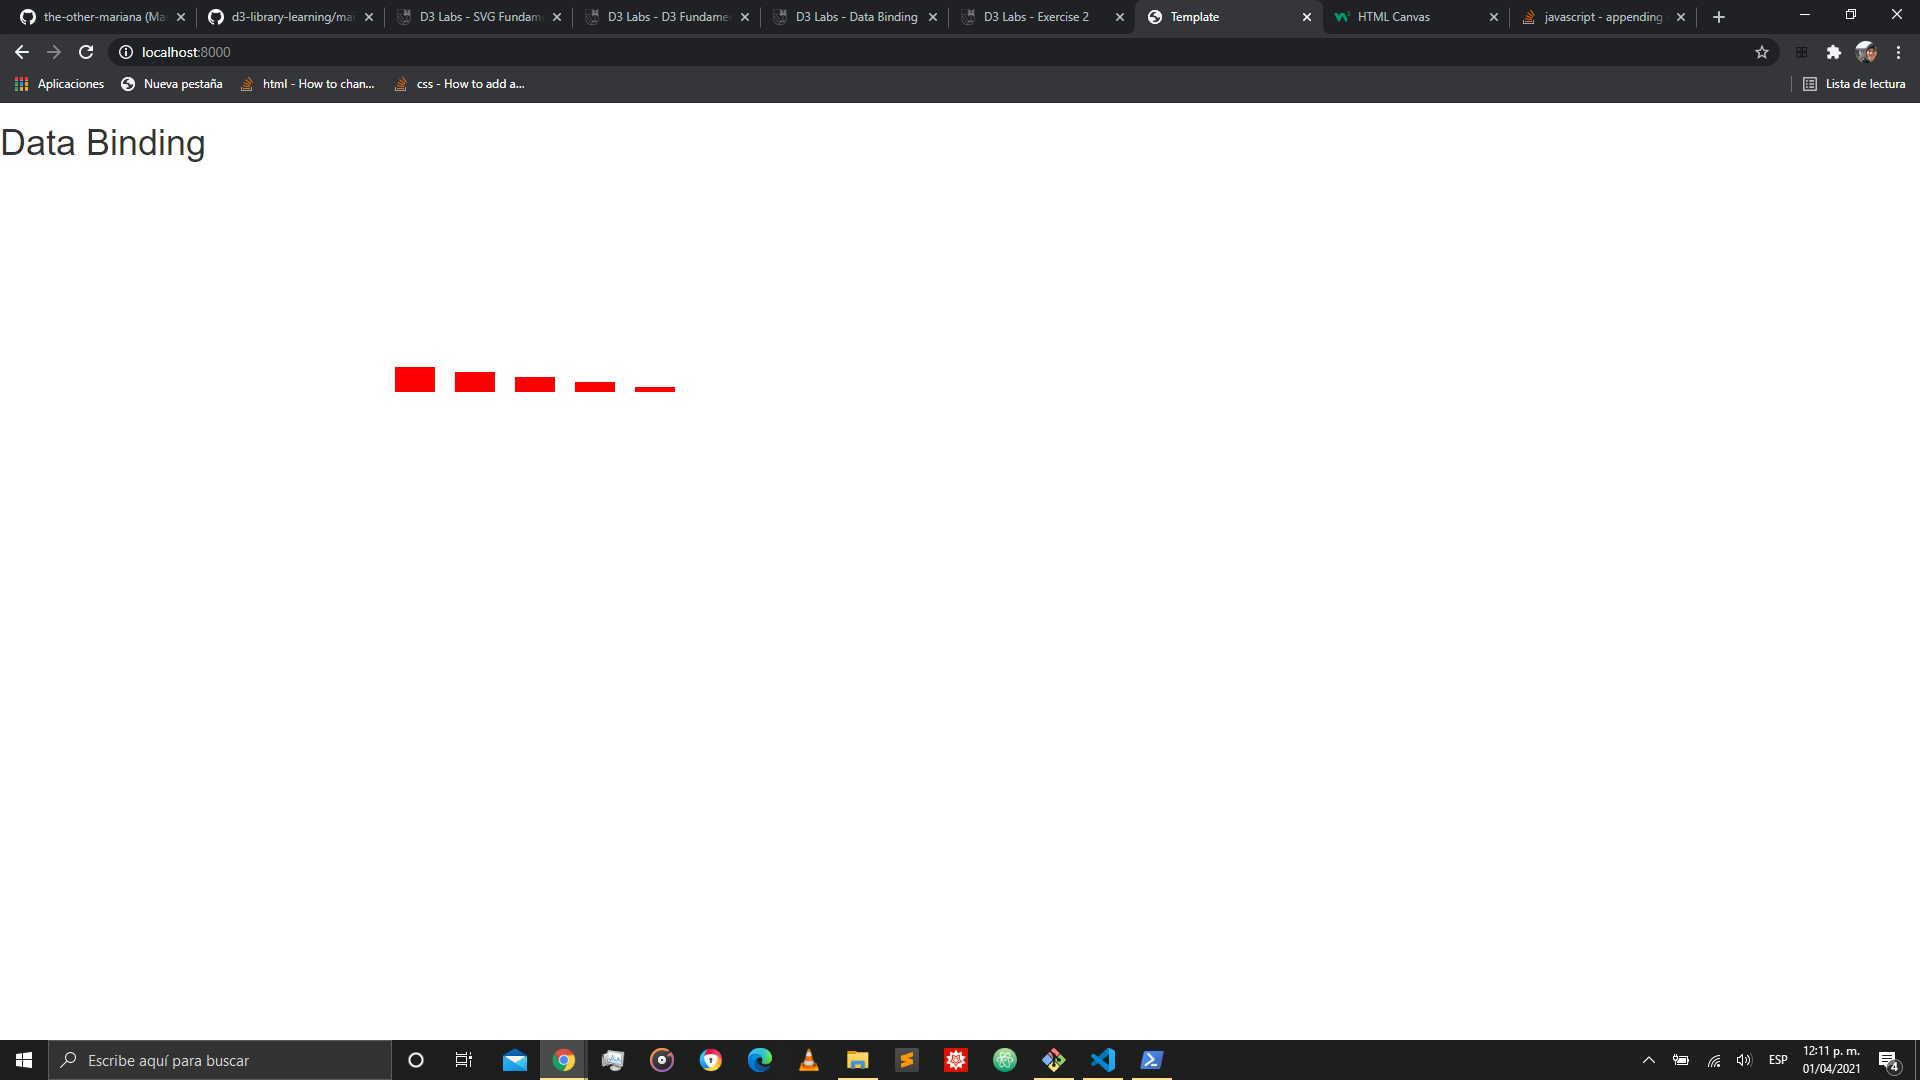 the-other-mariana (Ma
d3-library-learning/mai
D3 Labs - SVG Fundam
D3 Labs - D3 Fundamer
D3 Labs - Data Binding
D3 Labs - Exercise 2
Template
HTML Canvas
javascript - appending
localhost:8000
Aplicaciones
Nueva pestaña
html - How to chan...
css - How to add a...
Lista de lectura
Data Binding
Escribe aquí para buscar
ESP
12:11 p. m.
01/04/2021
4